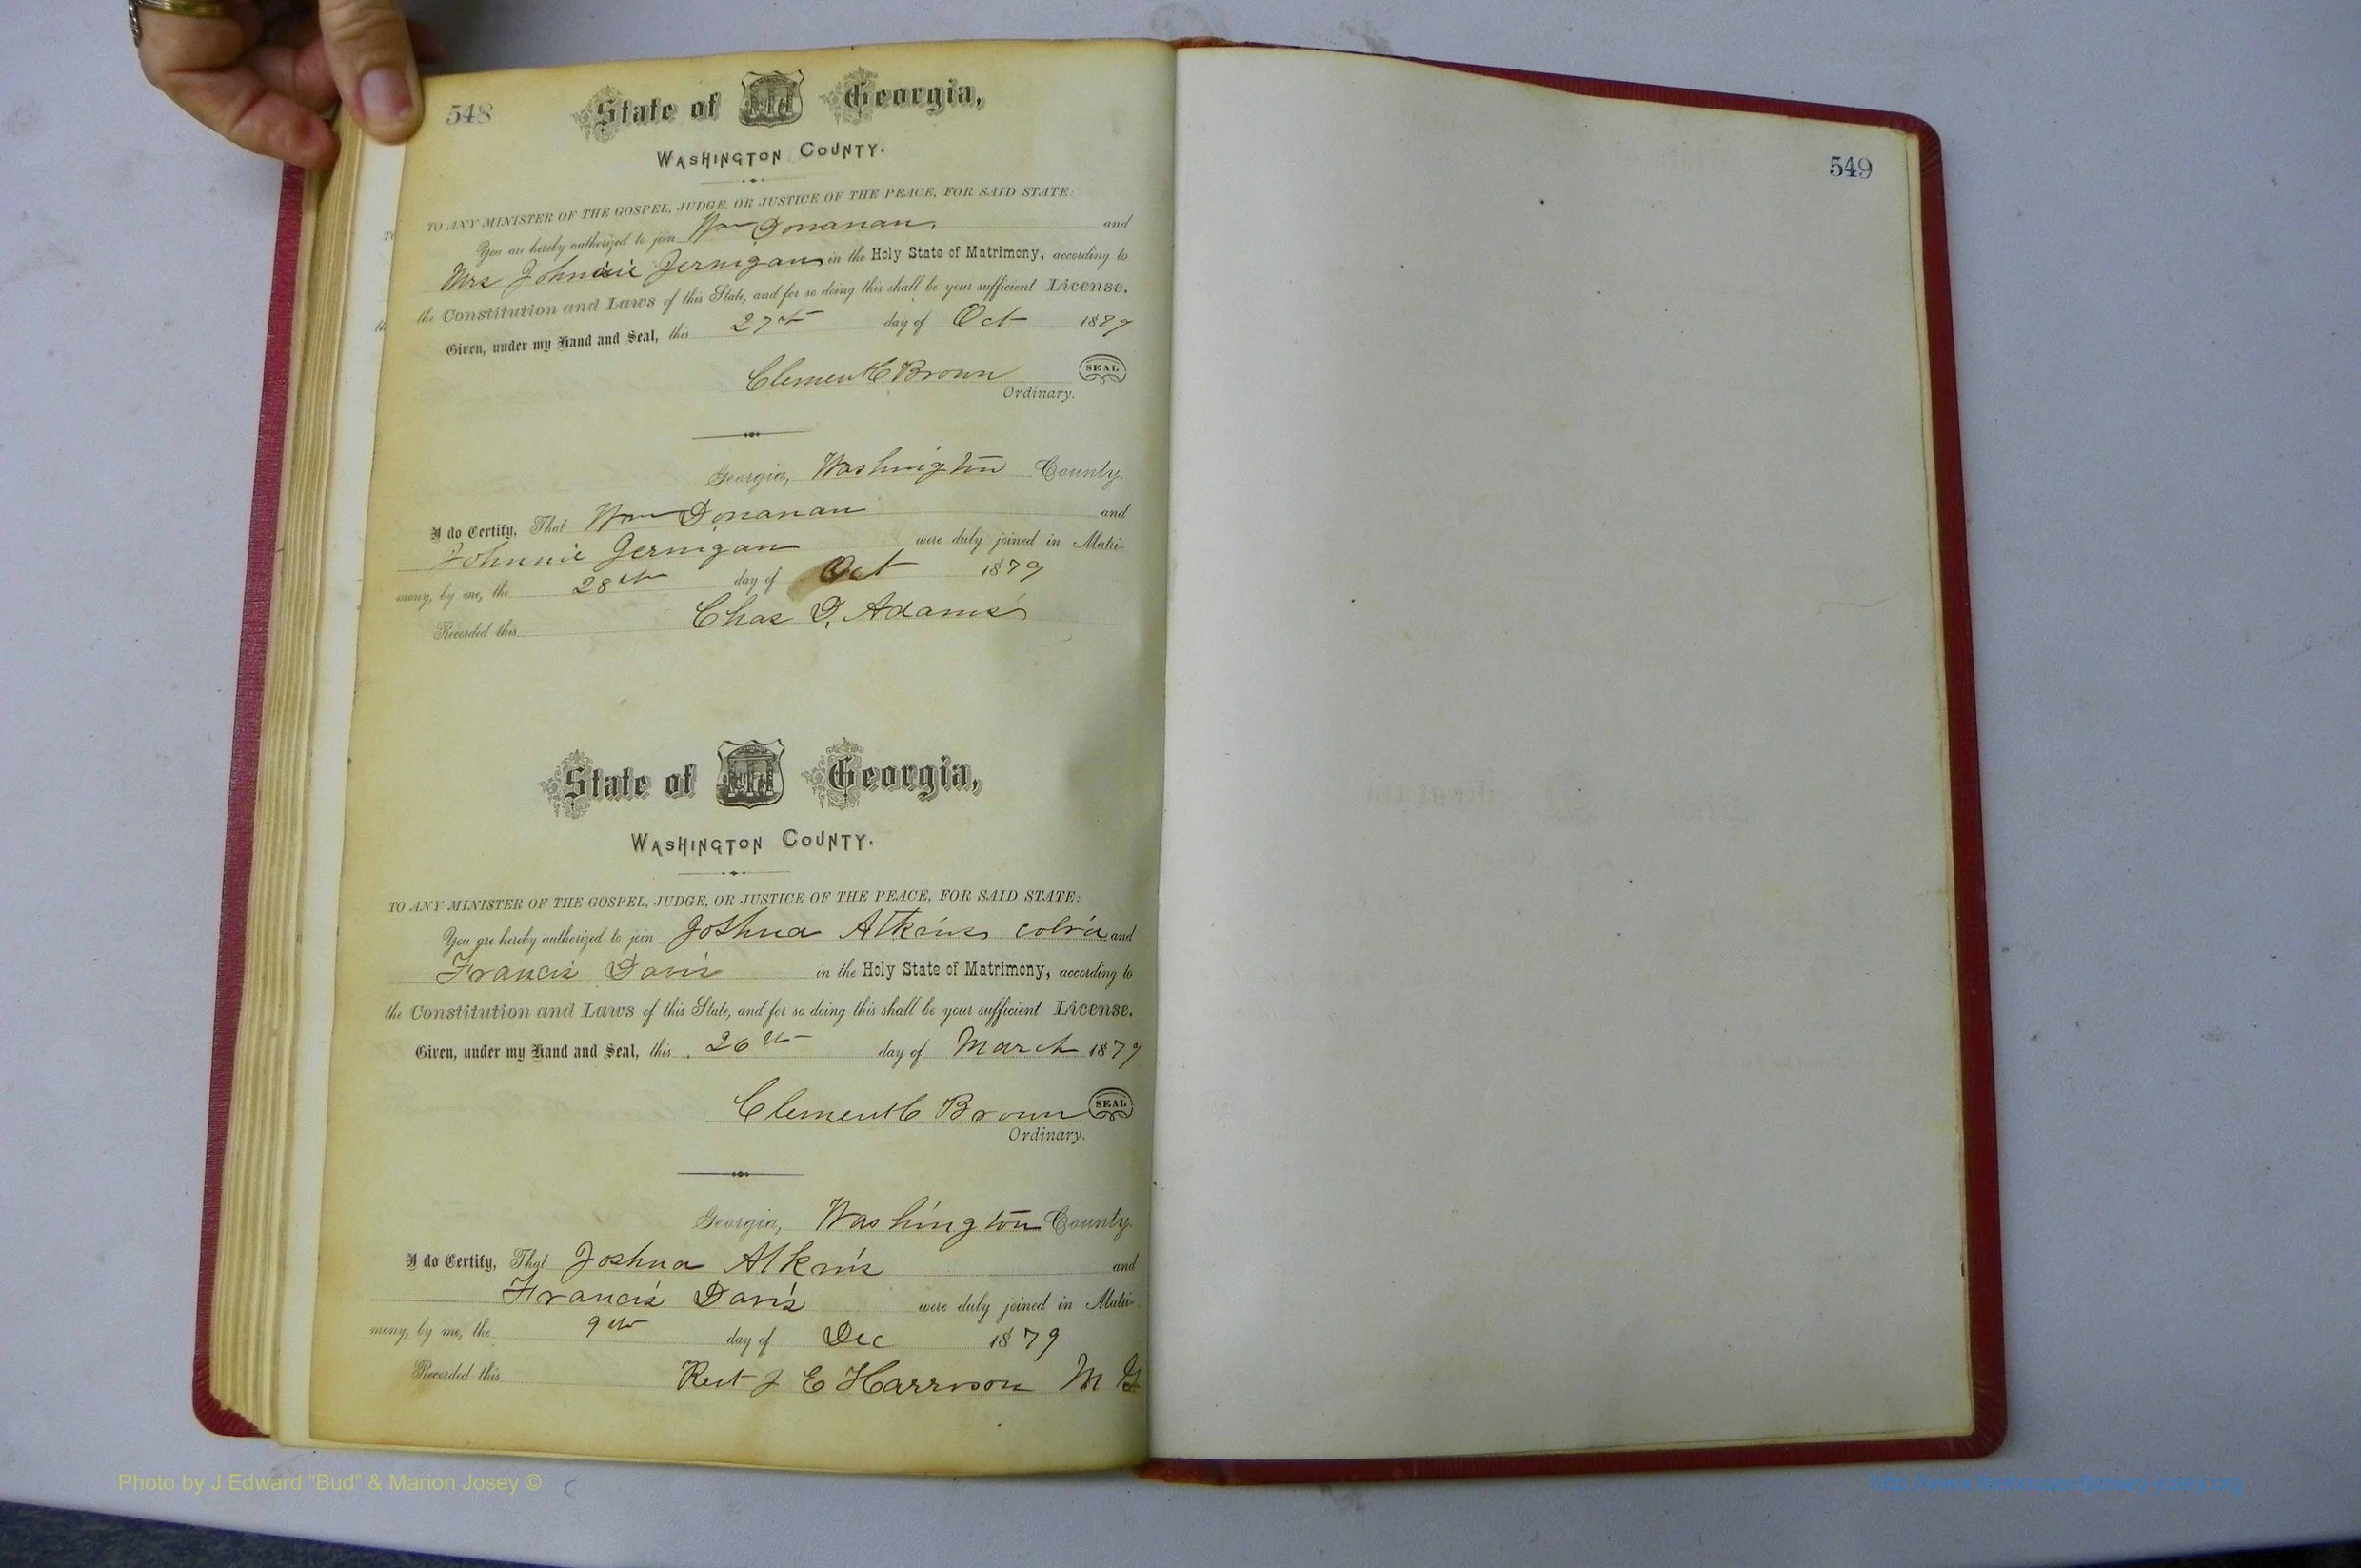 548
State of Georgia,
WASHINGTON COUNTY.
TO ANY MINISTER OF THE GOSPEL, JUDGE, OR JUSTICE OF THE PEACE, FOR SAID STATE:
You are hereby authorized to join Wm Donanan and
Mrs Johnnie Jernigan in the Holy State of Matrimony, according to
the Constitution and Laws of this State, and for so doing this shall be your sufficient License.
Given, under my Hand and Seal, this 27th day of Oct 1879
Clement C Brown SEAL
Ordinary.
Georgia, Washington County.
I do Certify, That Wm Donanan and
Johnnie Jernigan were duly joined in Matri-
mony, by me, the 28th day of Oct 1879
Recorded this Chas D. Adams
State of Georgia,
WASHINGTON COUNTY.
TO ANY MINISTER OF THE GOSPEL, JUDGE, OR JUSTICE OF THE PEACE, FOR SAID STATE:
You are hereby authorized to join Joshua Atkins col'rd and
Francis Davis in the Holy State of Matrimony, according to
the Constitution and Laws of this State, and for so doing this shall be your sufficient License.
Given, under my Hand and Seal, this 26th day of March 1879
Clement C Brown SEAL
Ordinary.
Georgia, Washington County.
I do Certify, That Joshua Atkins and
Francis Davis were duly joined in Matri-
mony, by me, the 9th day of Dec 1879
Recorded this J E Harrison M G
549
Photo by J Edward “Bud” & Marion Josey ©